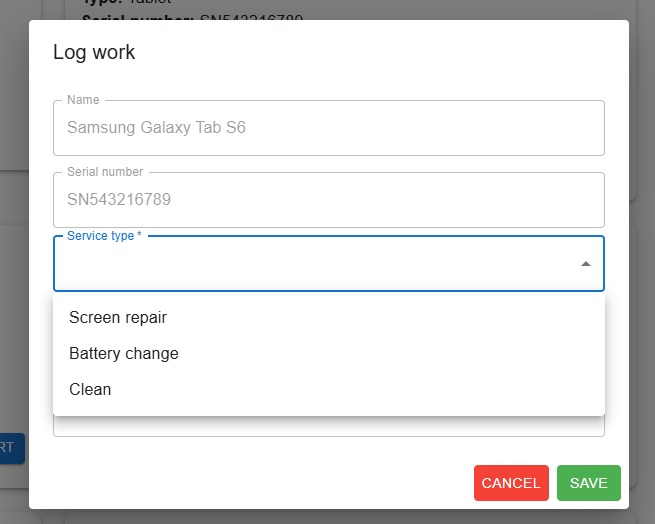 Type: Tablet
Serial number: SN543216789
Log work
Name
Samsung Galaxy Tab S6
Serial number
SN543216789
Service type *
Screen repair
Battery change
Clean
RT
CANCEL
SAVE